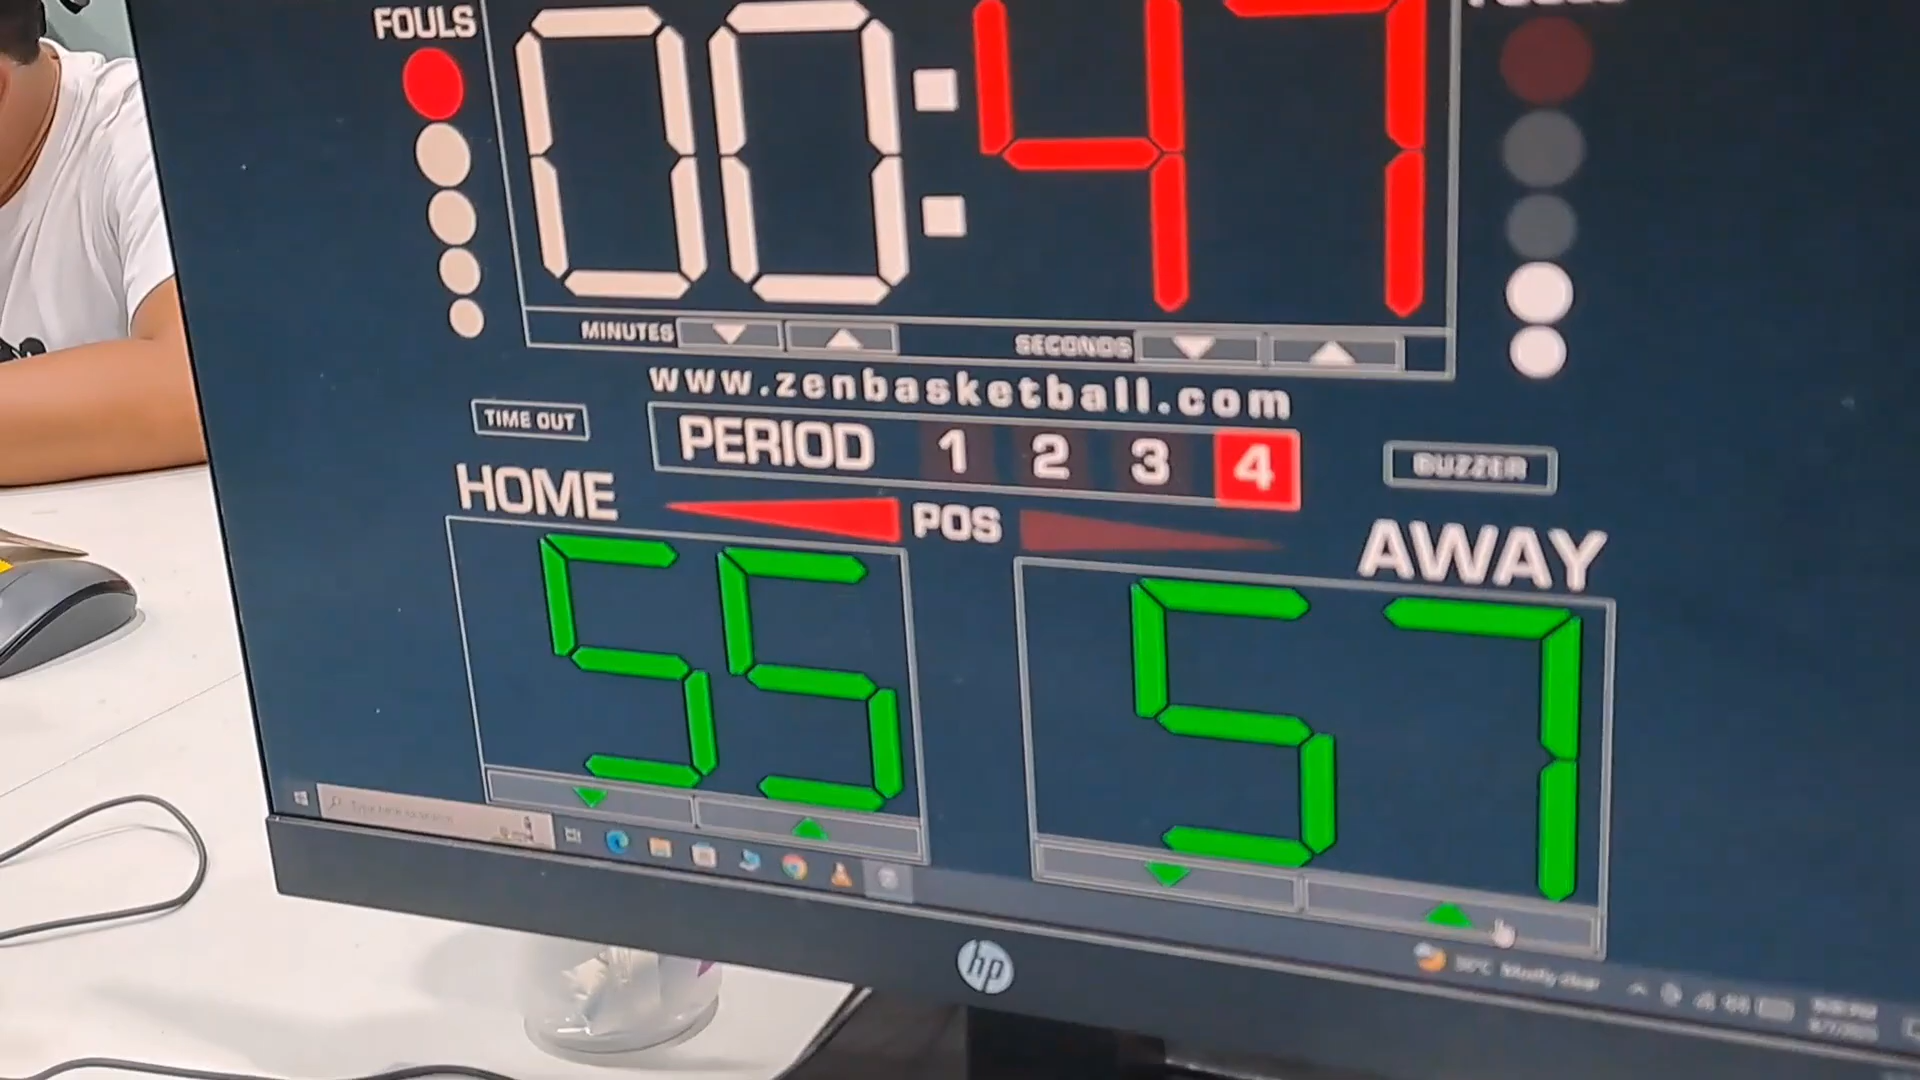 FOULS
00:47
MINUTES
SECONDS
www.zenbasketball.com
TIME OUT
PERIOD 1 2 3 4
BUZZER
HOME
POS
AWAY
55
57
hp